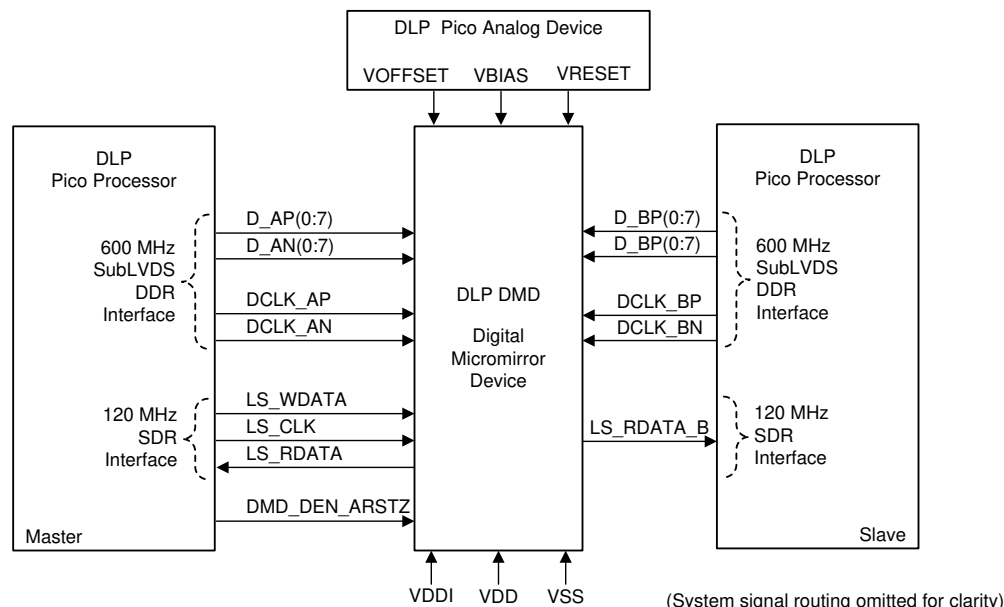 DLP Pico Analog Device
VOFFSET VBIAS VRESET
DLP
Pico Processor
600 MHz
SubLVDS
DDR
Interface
D_AP(0:7)
D_AN(0:7)
DCLK_AP
DCLK_AN
120 MHz
SDR
Interface
LS_WDATA
LS_CLK
LS_RDATA
DMD_DEN_ARSTZ
Master
DLP DMD
Digital
Micromirror
Device
VDDI VDD VSS
DLP
Pico Processor
D_BP(0:7)
D_BP(0:7)
DCLK_BP
DCLK_BN
600 MHz
SubLVDS
DDR
Interface
LS_RDATA_B
120 MHz
SDR
Interface
Slave
(System signal routing omitted for clarity)